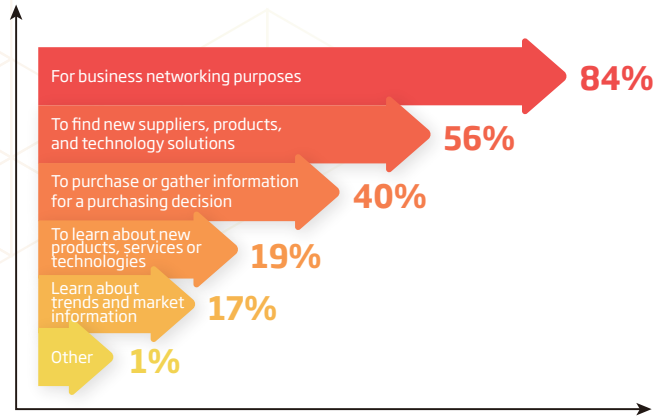 For business networking purposes
84%
To find new suppliers, products,
and technology solutions
56%
To purchase or gather information
for a purchasing decision
40%
To learn about new
products, services or
technologies
19%
Learn about
trends and market
information
17%
Other
1%